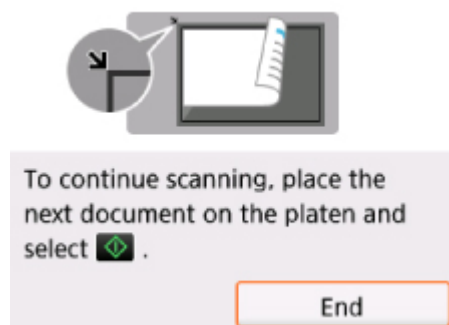 To continue scanning, place the
next document on the platen and
select .
End